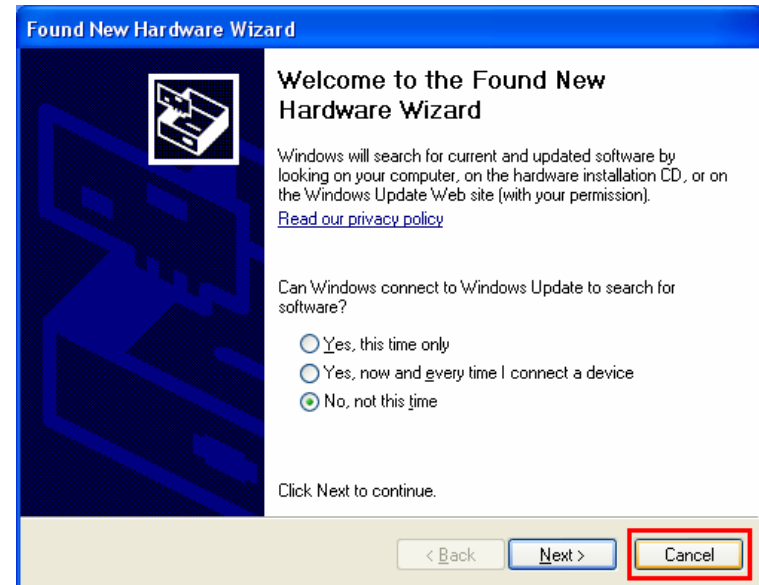 Found New Hardware Wizard
Welcome to the Found New
Hardware Wizard
Windows will search for current and updated software by
looking on your computer, on the hardware installation CD, or on
the Windows Update Web site (with your permission).
Read our privacy policy
Can Windows connect to Windows Update to search for
software?
Yes, this time only
Yes, now and every time I connect a device
No, not this time
Click Next to continue.
< Back Next > Cancel